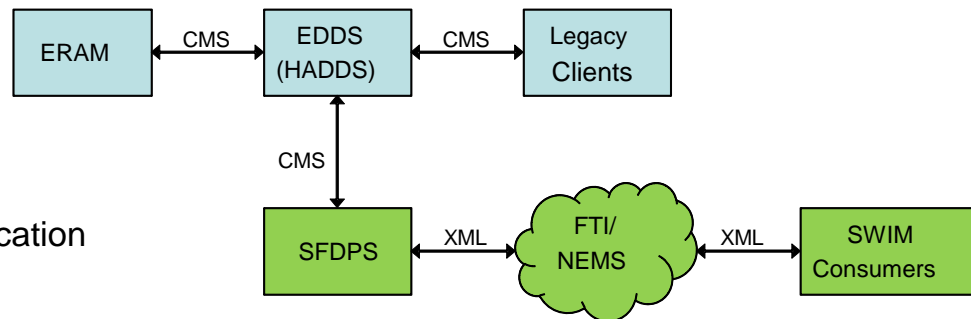 ERAM
CMS
EDDS
(HADDS)
CMS
Legacy
Clients
CMS
cation
SFDPS
XML
FTI/
NEMS
XML
SWIM
Consumers